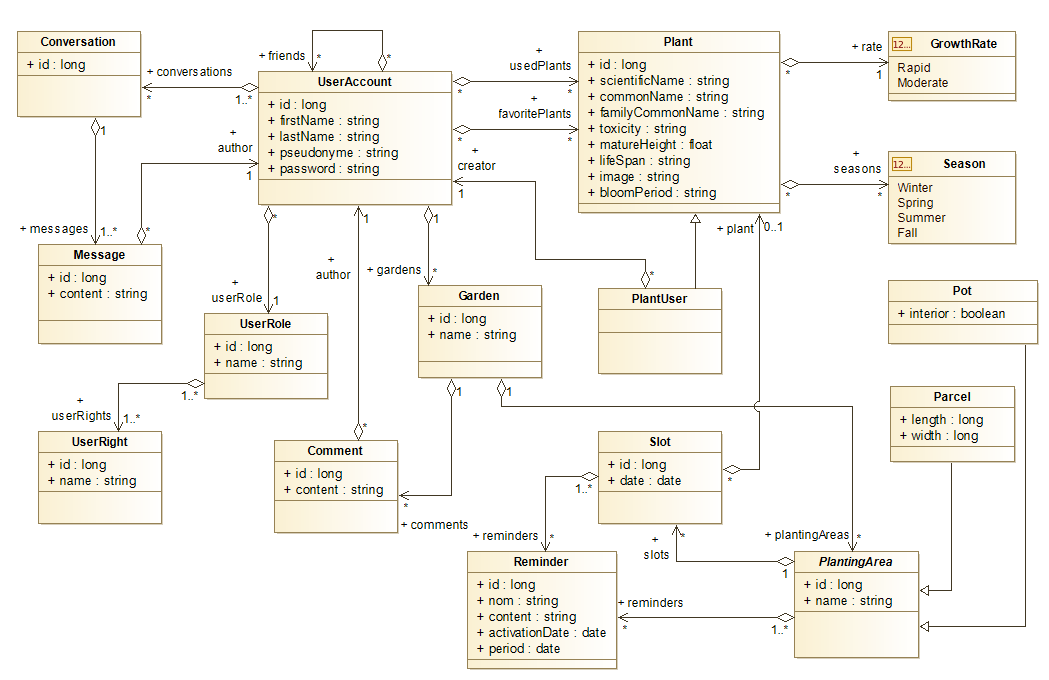 Conversation
+ id : long
+ conversations
*
1..*
1
+ messages
1..*
Message
+ id : long
+ content : string
*
+
author
1
+ friends
*
*
UserAccount
+ id : long
+ firstName : string
+ lastName : string
+ pseudonyme : string
+ password : string
+
usedPlants
*
*
+
favoritePlants
*
*
+
creator
1
*
Plant
+ id : long
+ scientificName : string
+ commonName : string
+ familyCommonName : string
+ toxicity : string
+ matureHeight : float
+ lifeSpan : string
+ image : string
+ bloomPeriod : string
+ rate
*
1
12...
GrowthRate
Rapid
Moderate
+
seasons
*
*
12...
Season
Winter
Spring
Summer
Fall
+ plant
0..1
*
+
userRole
*
1
UserRole
+ id : long
+ name : string
+
userRights
1..*
1..*
UserRight
+ id : long
+ name : string
+
author
1
*
Comment
+ id : long
+ content : string
+ gardens
1
*
Garden
+ id : long
+ name : string
1
*
+ comments
1
+ plantingAreas
*
PlantUser
Pot
+ interior : boolean
Parcel
+ length : long
+ width : long
Slot
+ id : long
+ date : date
1..*
+ reminders
*
+
slots
*
1
Reminder
+ id : long
+ nom : string
+ content : string
+ activationDate : date
+ period : date
+ reminders
*
1..*
PlantingArea
+ id : long
+ name : string